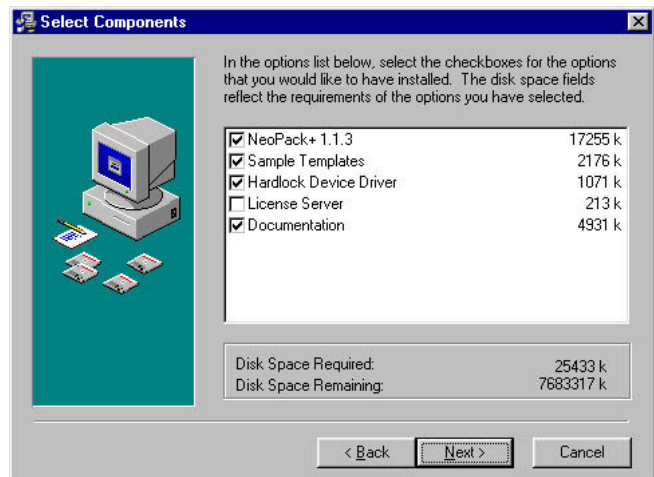 Select Components
In the options list below, select the checkboxes for the options
that you would like to have installed. The disk space fields
reflect the requirements of the options you have selected.
NeoPack+ 1.1.3 17255 k
Sample Templates 2176 k
Hardlock Device Driver 1071 k
License Server 213 k
Documentation 4931 k
Disk Space Required: 25433 k
Disk Space Remaining: 7683317 k
< Back Next > Cancel